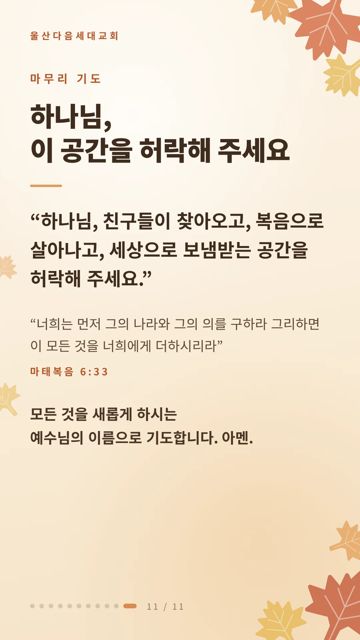 울산다음세대교회
마무리 기도
하나님,
이 공간을 허락해 주세요
“하나님, 친구들이 찾아오고, 복음으로
살아나고, 세상으로 보냄받는 공간을
허락해 주세요.”
“너희는 먼저 그의 나라와 그의 의를 구하라 그리하면
이 모든 것을 너희에게 더하시리라”
마태복음 6:33
모든 것을 새롭게 하시는
예수님의 이름으로 기도합니다. 아멘.
11 / 11